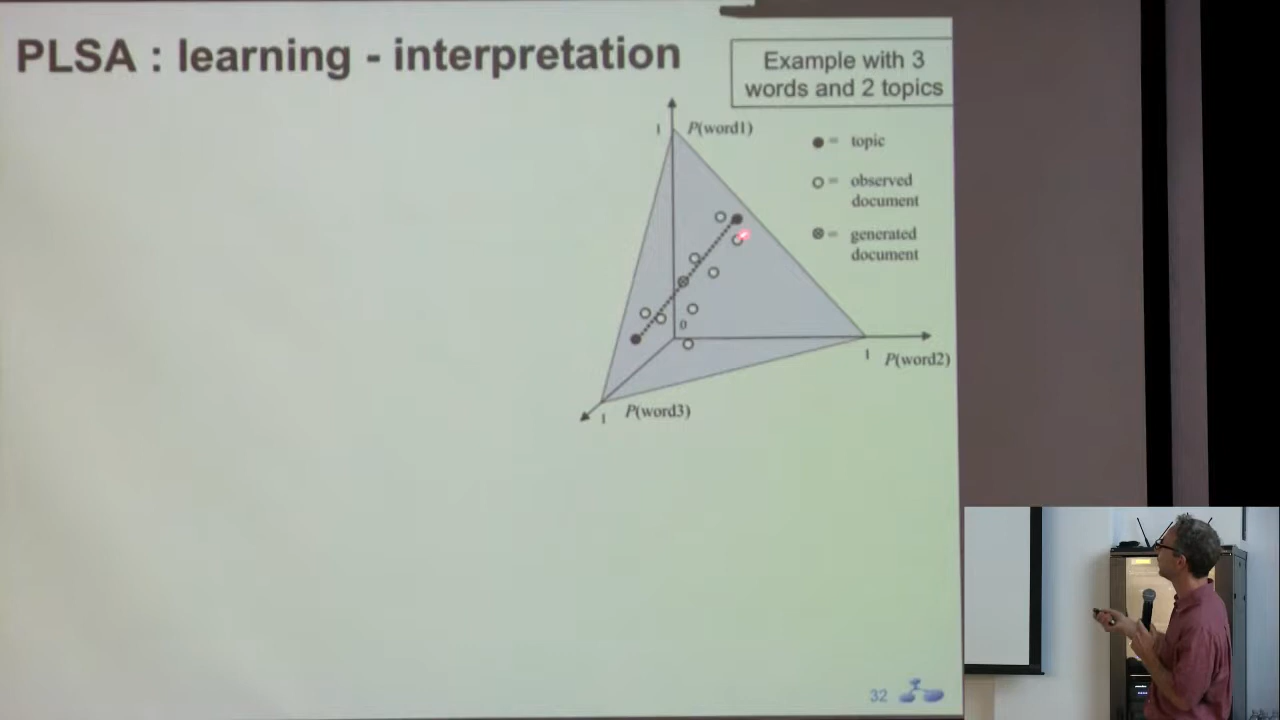 PLSA : learning - interpretation
Example with 3
words and 2 topics
1 P(word1)
= topic
= observed
document
= generated
document
0
1 P(word2)
1 P(word3)
32